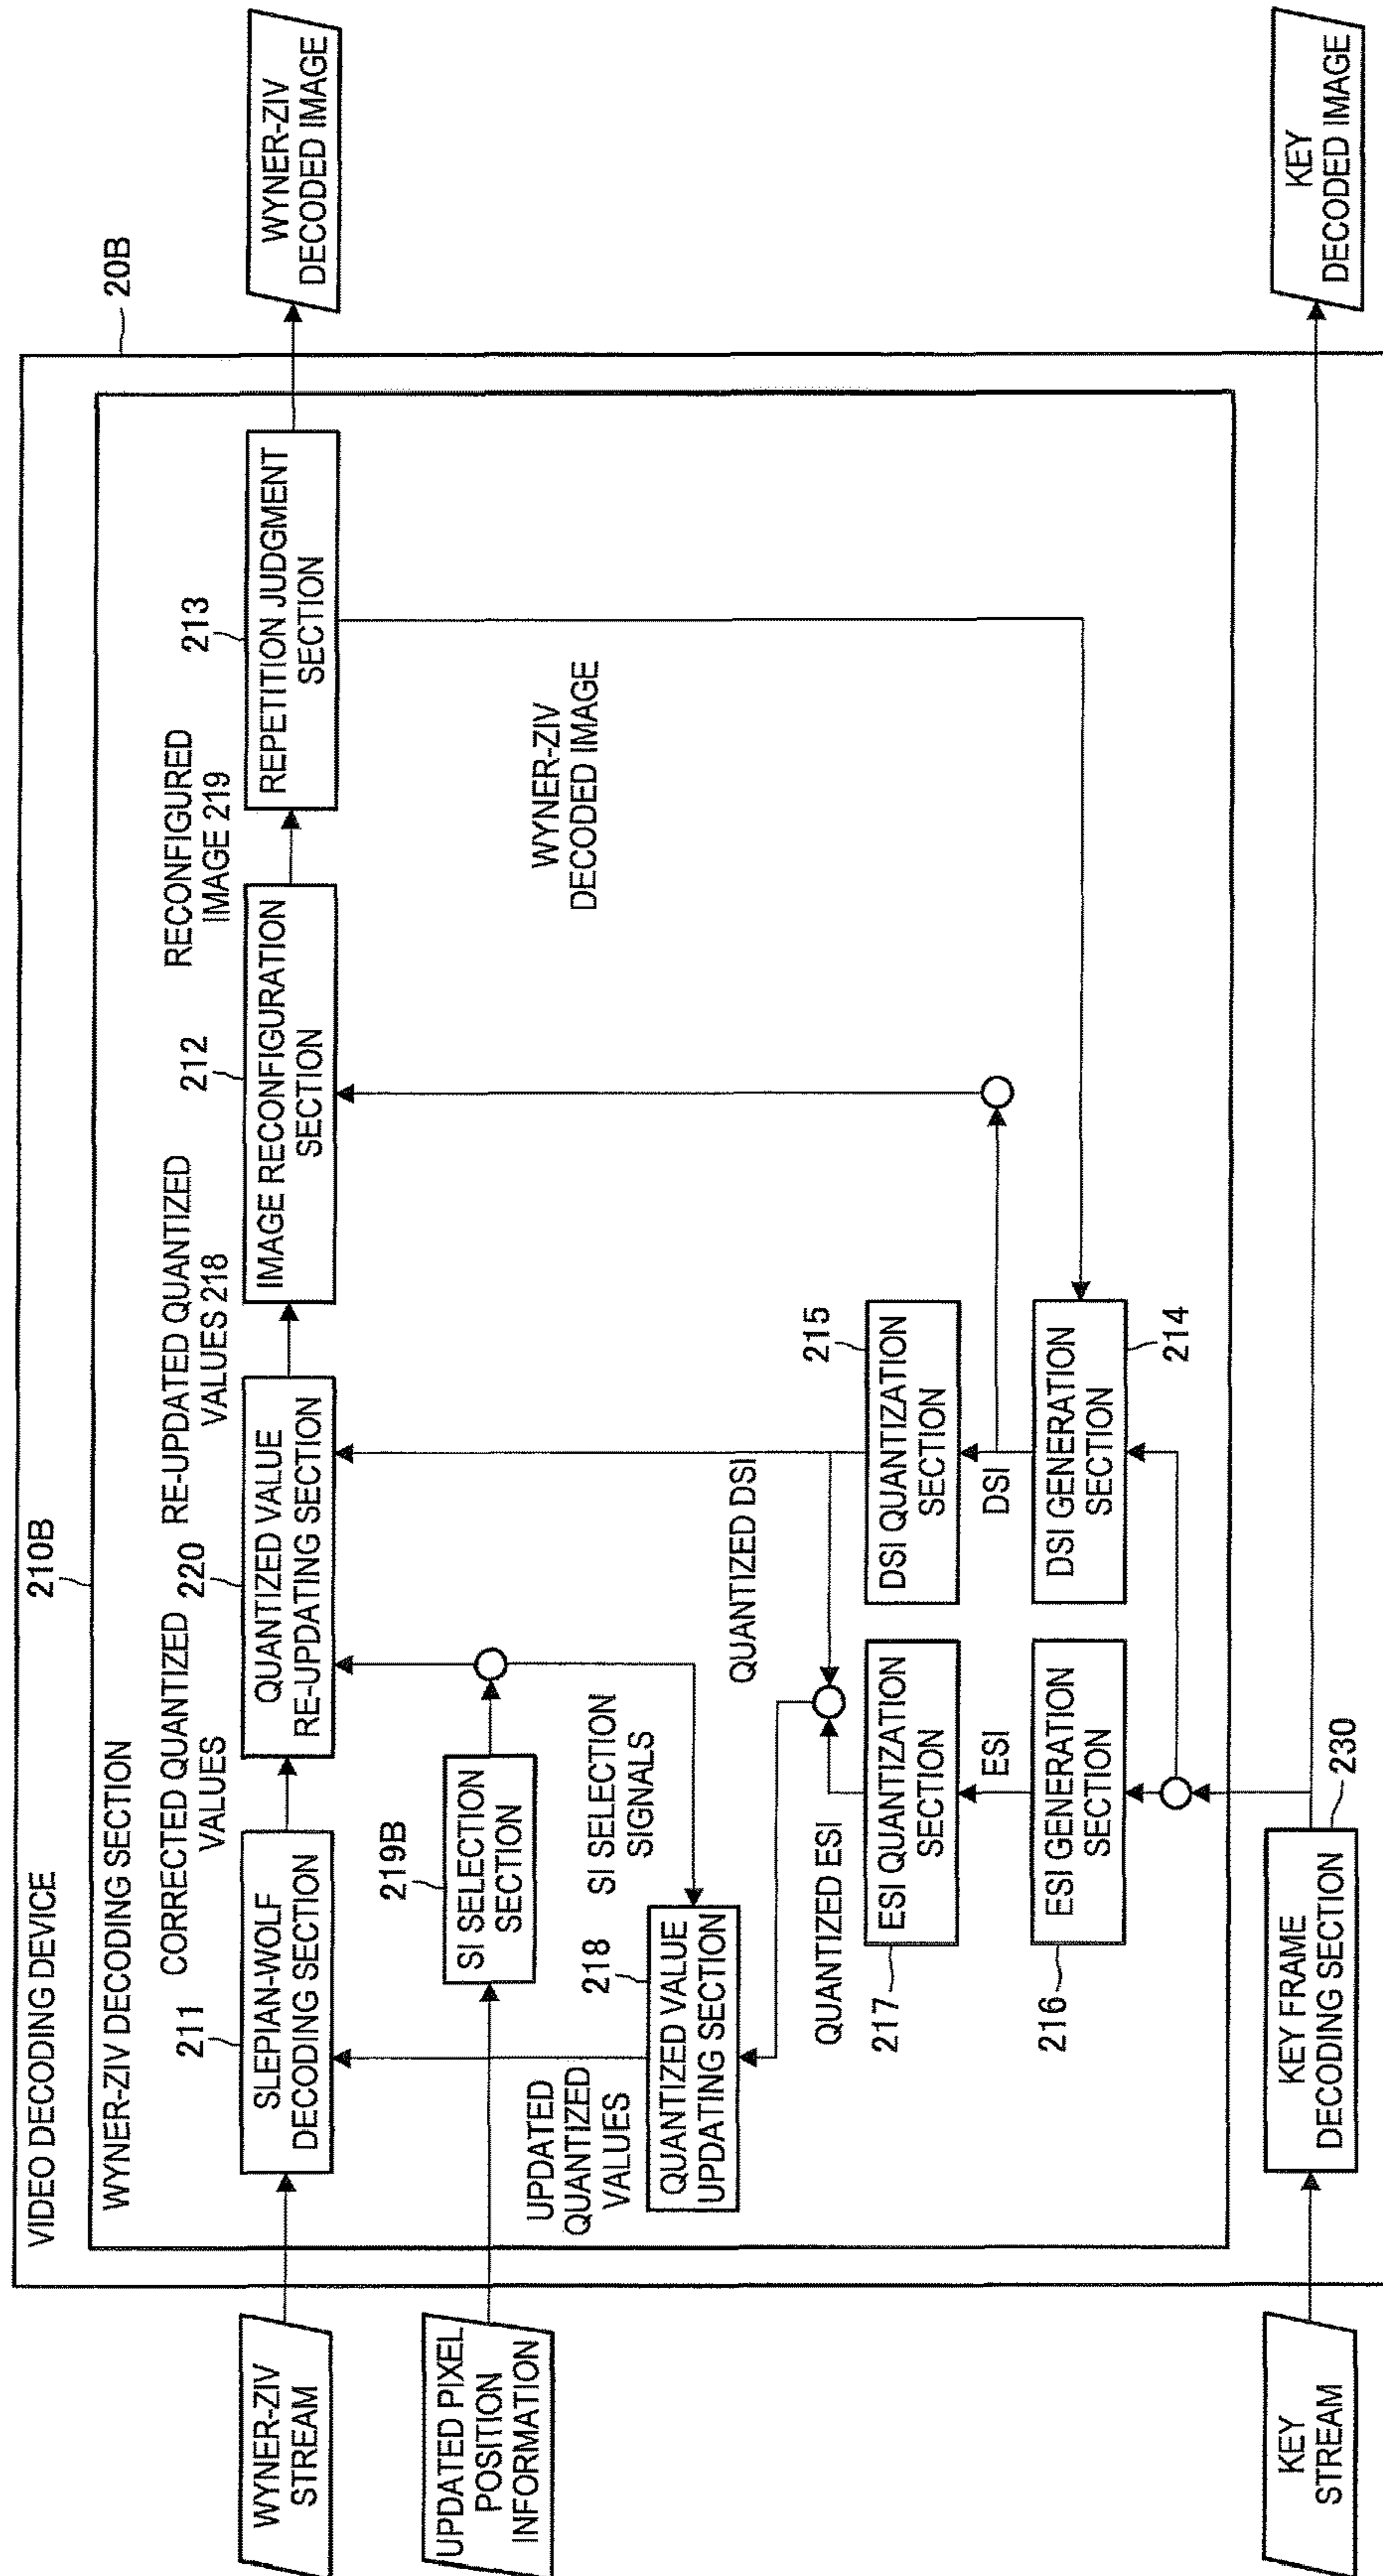 VIDEO DECODING DEVICE
20B
WYNER-ZIV DECODING SECTION
210B
WYNER-ZIV
STREAM
211
SLEPIAN-WOLF
DECODING SECTION
CORRECTED QUANTIZED
VALUES
220
QUANTIZED VALUE
RE-UPDATING SECTION
RE-UPDATED QUANTIZED
VALUES 218
212
IMAGE RECONFIGURATION
SECTION
RECONFIGURED
IMAGE 219
213
REPETITION JUDGMENT
SECTION
WYNER-ZIV
DECODED IMAGE
UPDATED PIXEL
POSITION
INFORMATION
219B
SI SELECTION
SECTION
SI SELECTION
SIGNALS
WYNER-ZIV
DECODED IMAGE
UPDATED
QUANTIZED
VALUES
218
QUANTIZED VALUE
UPDATING SECTION
QUANTIZED DSI
QUANTIZED ESI
217
ESI QUANTIZATION
SECTION
215
DSI QUANTIZATION
SECTION
ESI
DSI
216
ESI GENERATION
SECTION
DSI GENERATION
SECTION
214
KEY
STREAM
KEY FRAME
DECODING SECTION
230
KEY
DECODED IMAGE